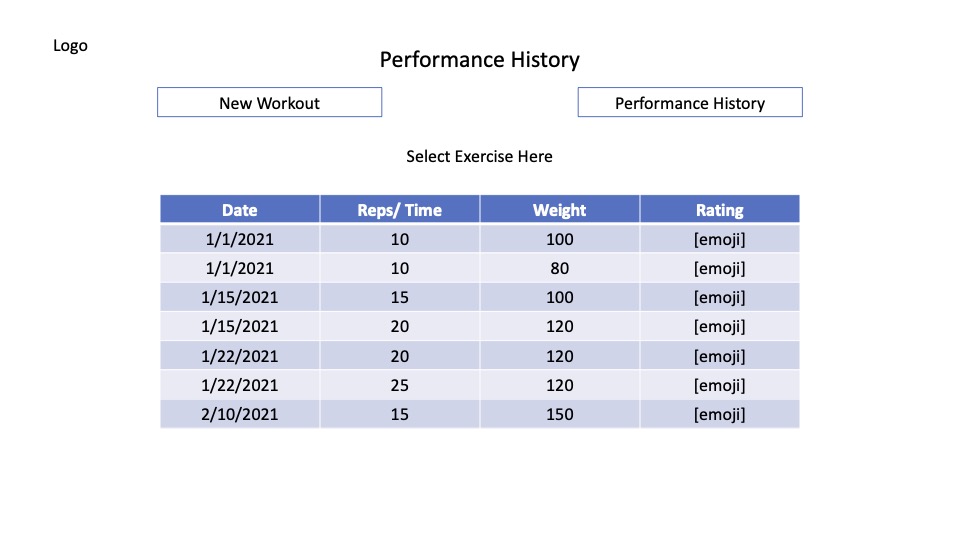 Logo
Performance History
New Workout
Performance History
Select Exercise Here
Date Reps/ Time Weight Rating
1/1/2021 10 100 [emoji]
1/1/2021 10 80 [emoji]
1/15/2021 15 100 [emoji]
1/15/2021 20 120 [emoji]
1/22/2021 20 120 [emoji]
1/22/2021 25 120 [emoji]
2/10/2021 15 150 [emoji]